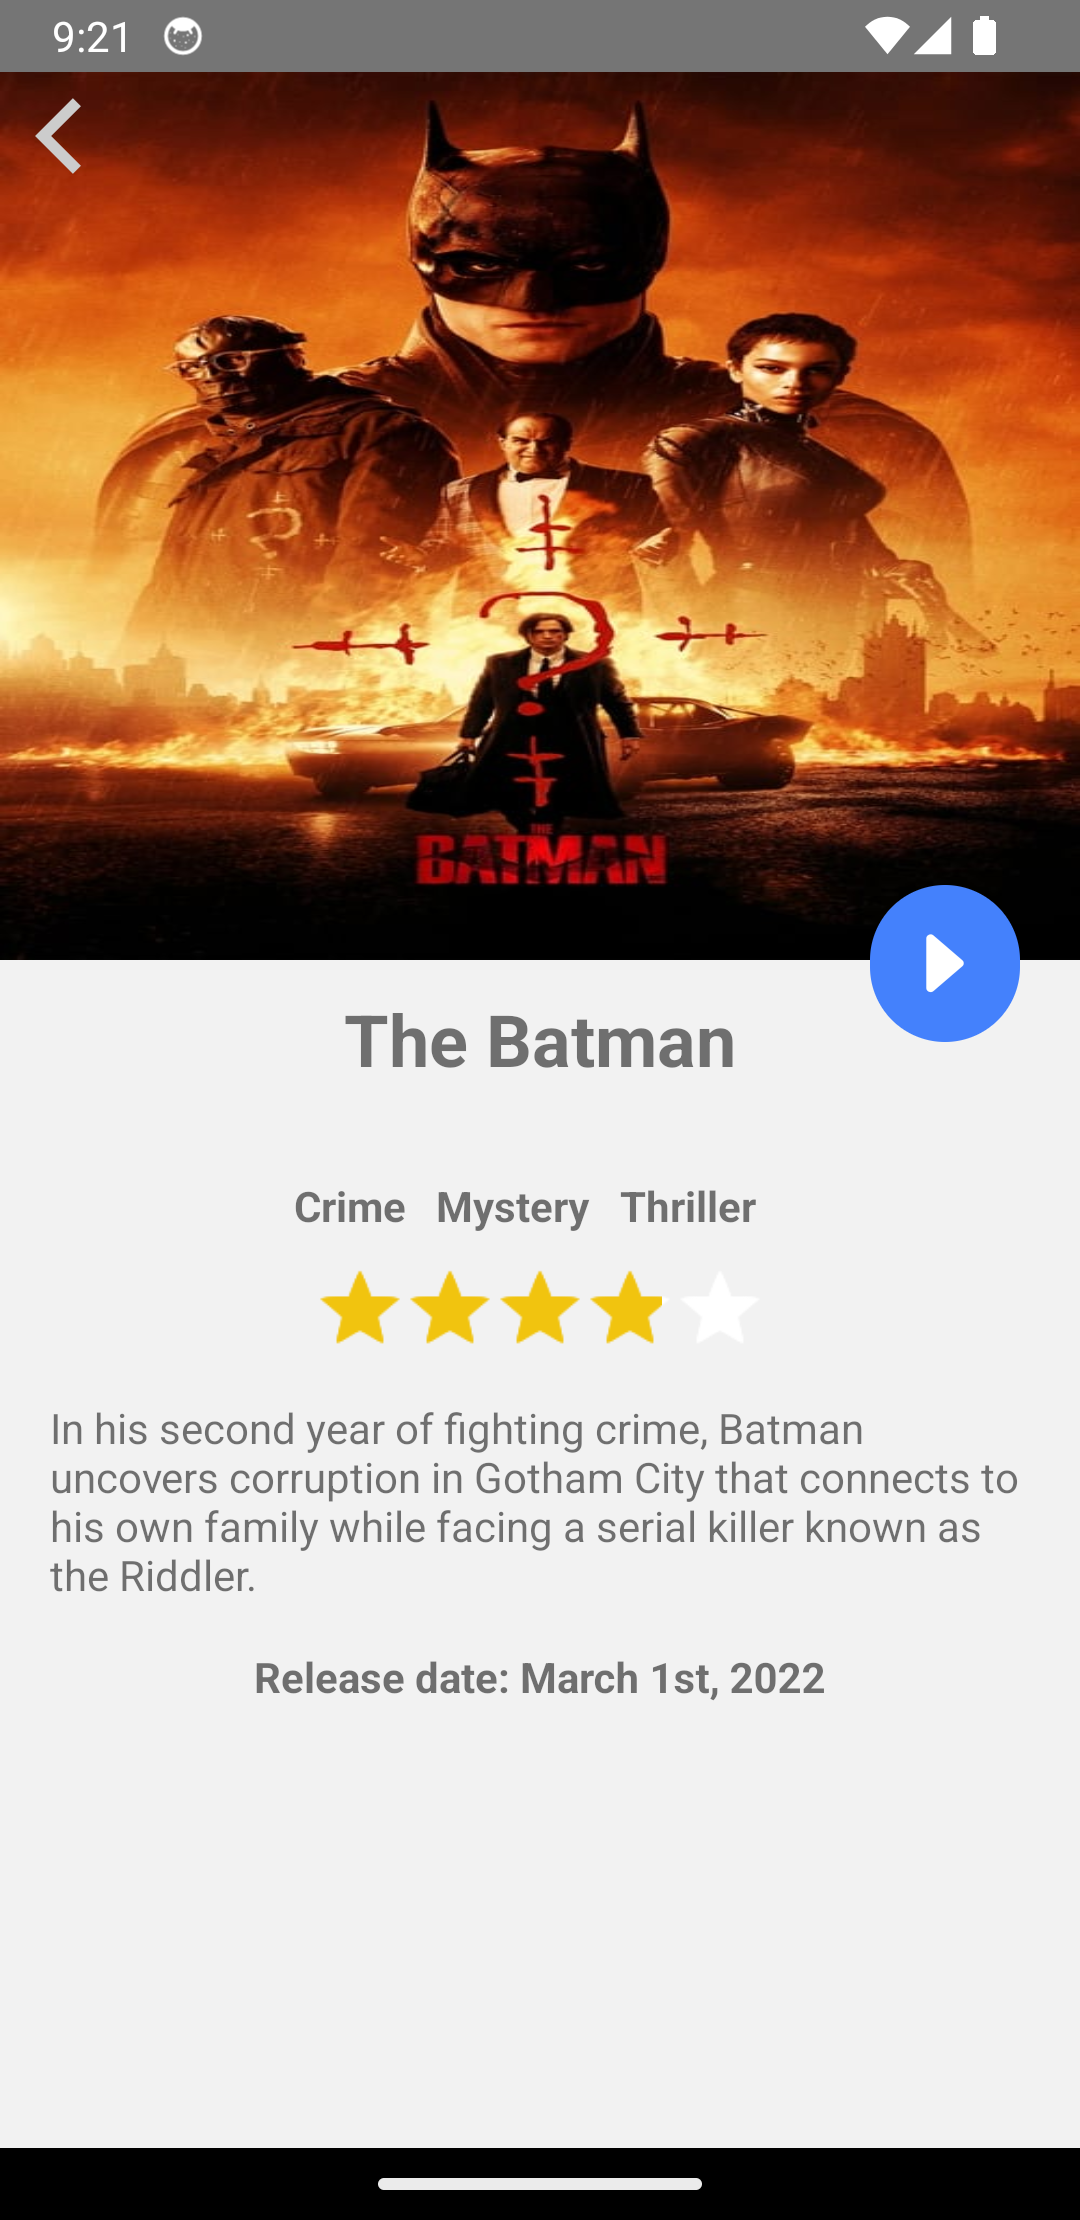 9:21
THE
BATMAN
The Batman
Crime Mystery Thriller
In his second year of fighting crime, Batman
uncovers corruption in Gotham City that connects to
his own family while facing a serial killer known as
the Riddler.
Release date: March 1st, 2022